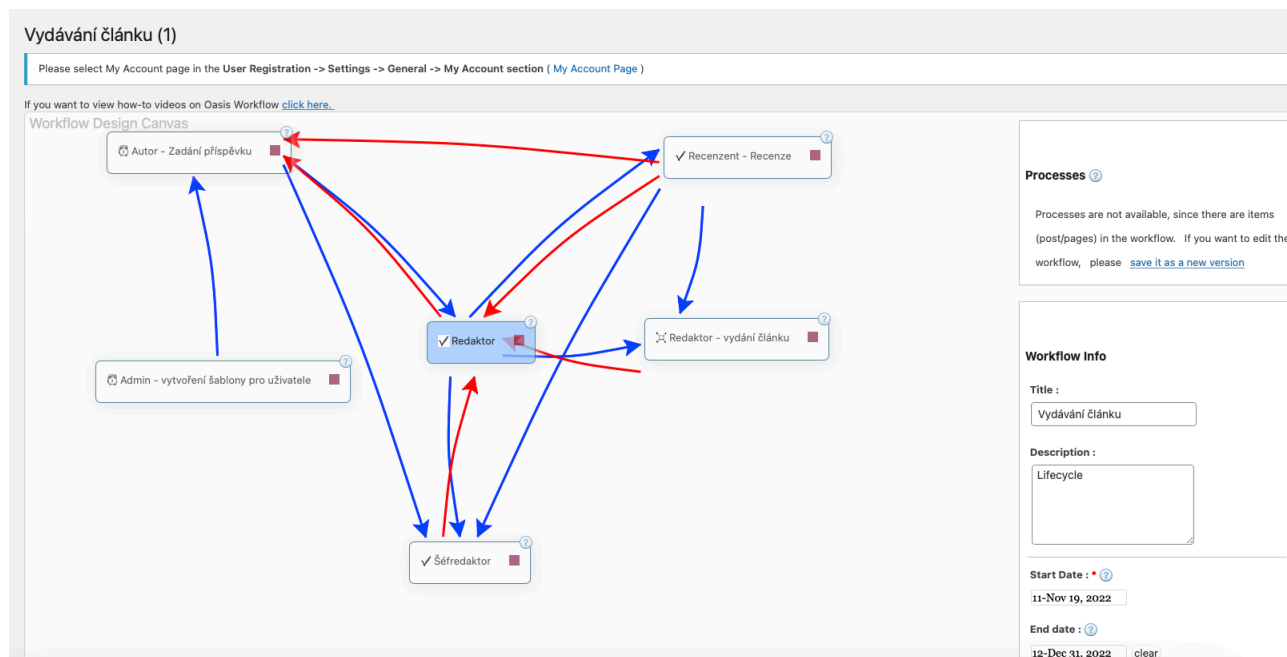 Vydávání článku (1)
Please select My Account page in the User Registration -> Settings -> General -> My Account section ( My Account Page )
If you want to view how-to videos on Oasis Workflow click here.
Workflow Design Canvas
Autor - Zadání příspěvku
Recenzent - Recenze
Redaktor
Redaktor - vydání článku
Admin - vytvoření šablony pro uživatele
Šéfredaktor
Processes
Processes are not available, since there are items
(post/pages) in the workflow. If you want to edit the
workflow, please save it as a new version
Workflow Info
Title :
Vydávání článku
Description :
Lifecycle
Start Date : *
11-Nov 19, 2022
End date :
12-Dec 31, 2022 clear